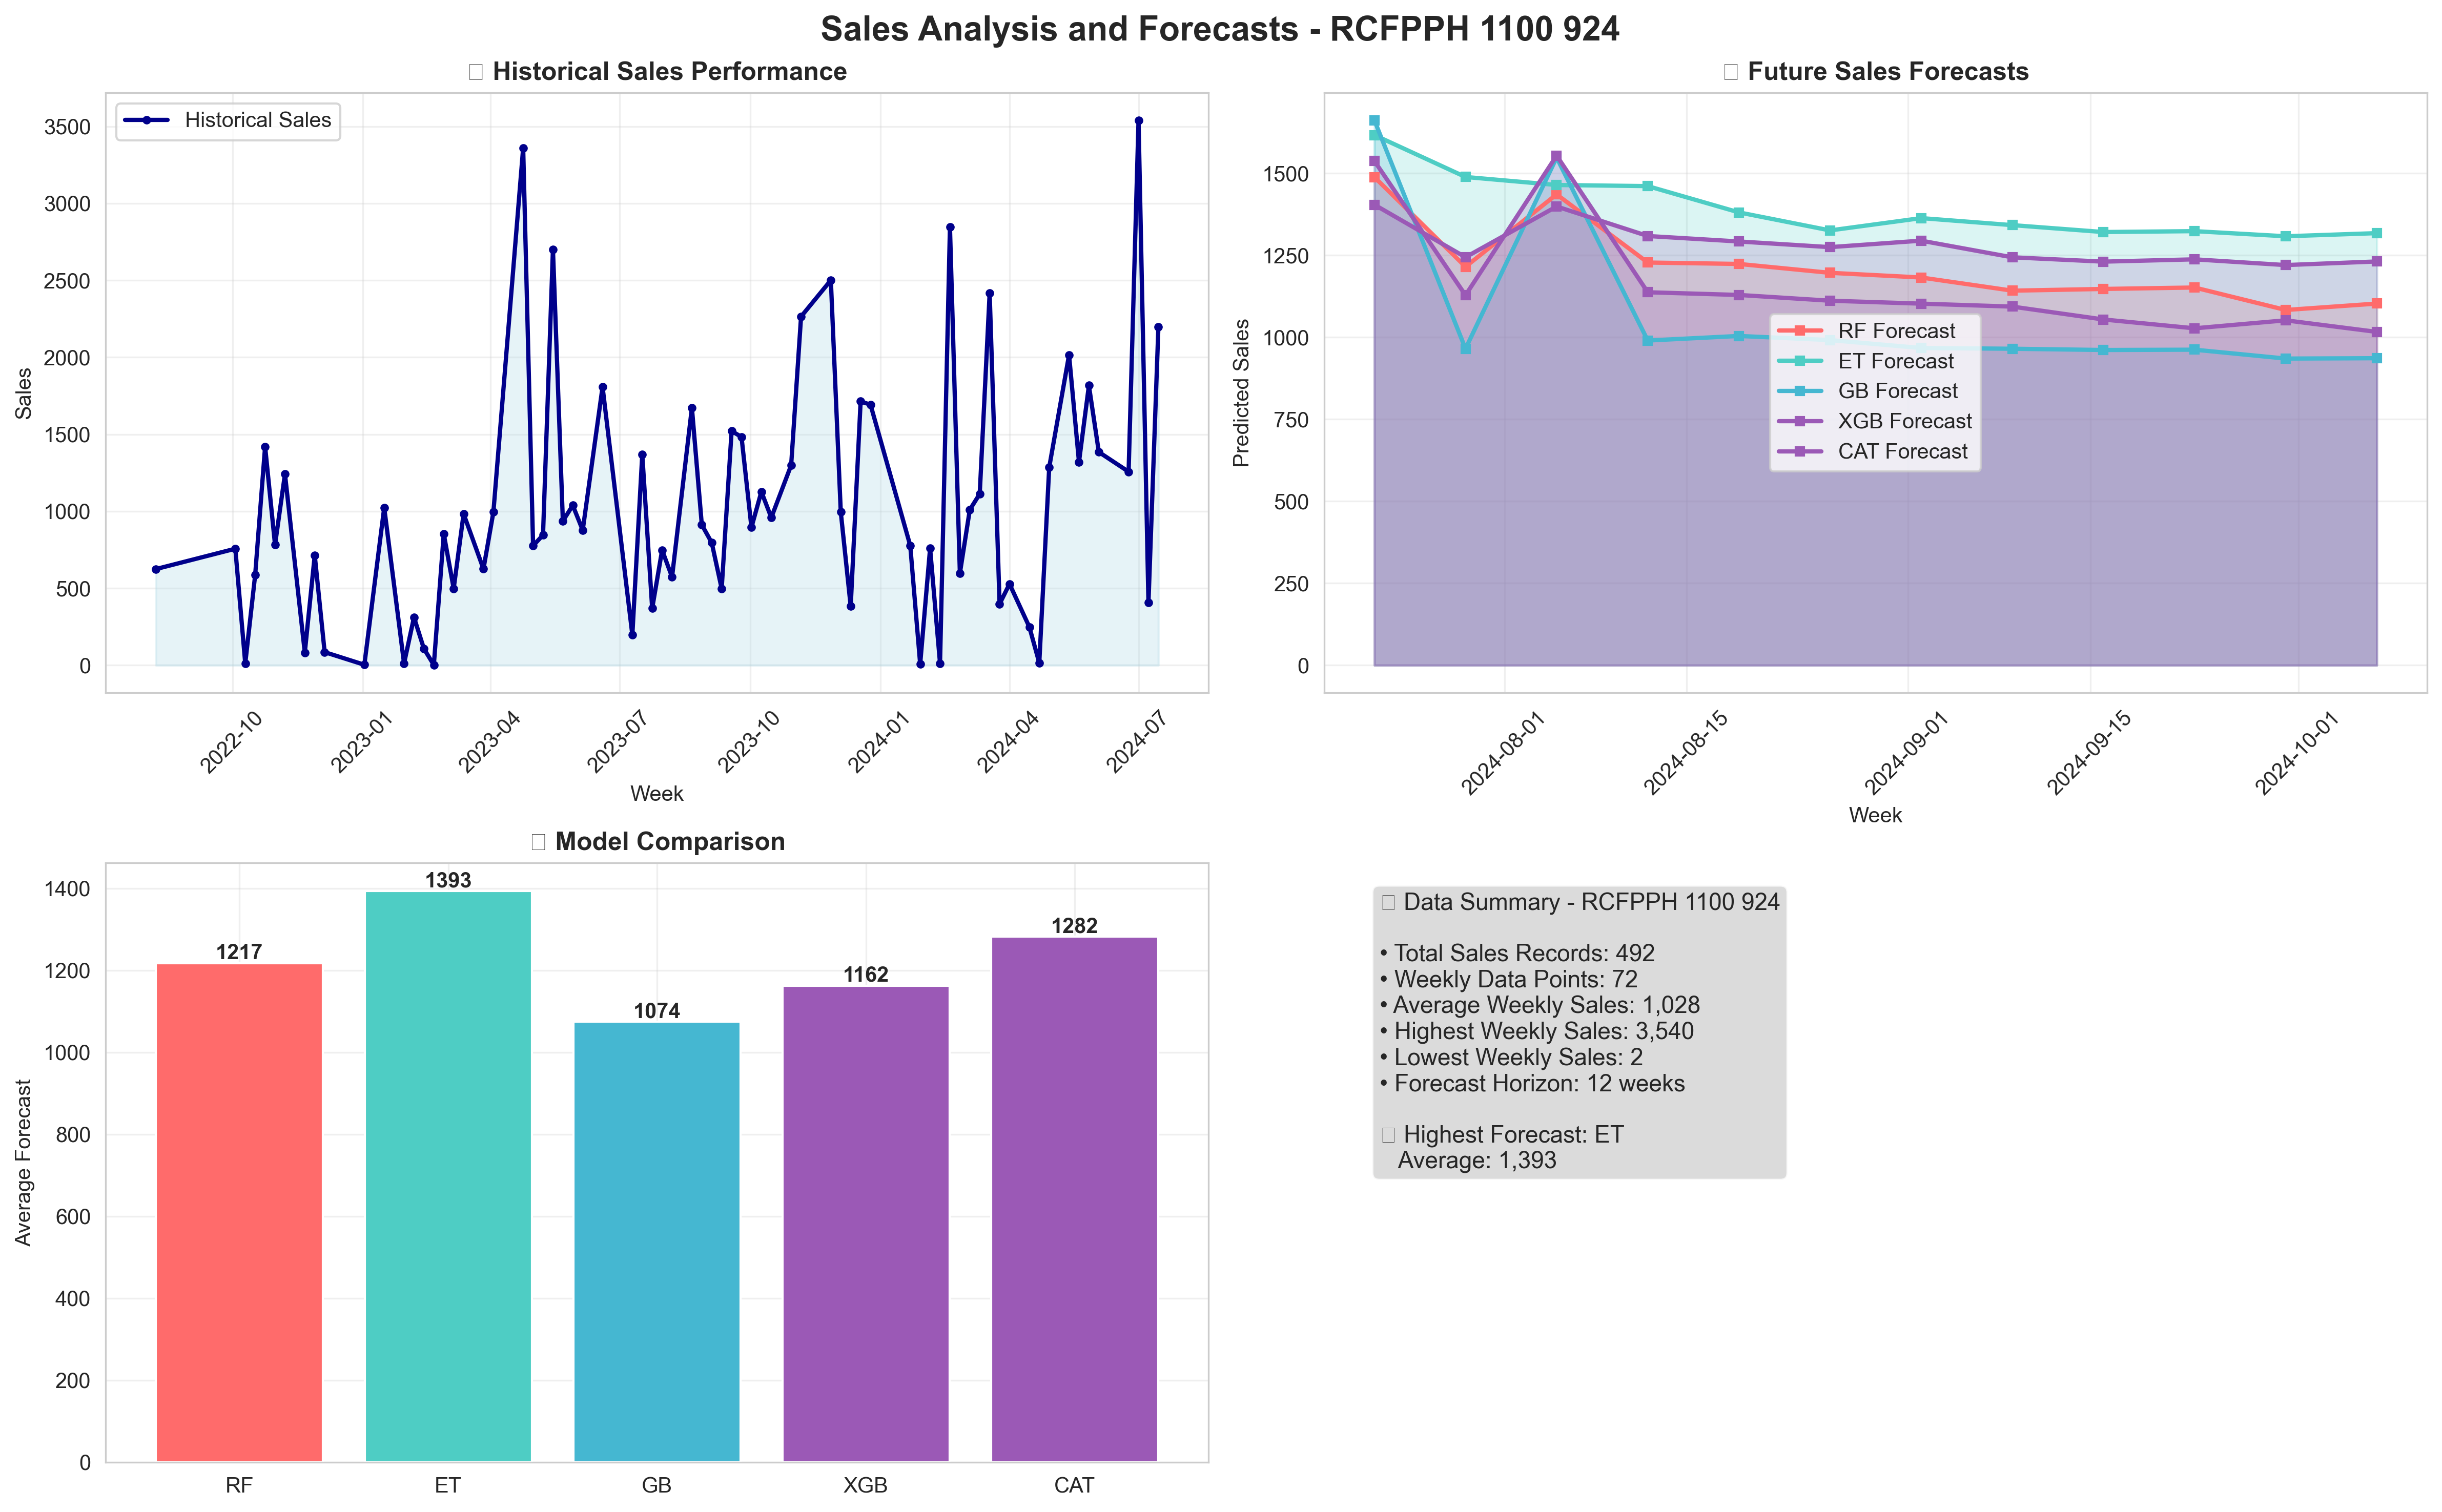 Sales Analysis and Forecasts - RCFPPH 1100 924
Historical Sales Performance
Historical Sales
Sales
3500
3000
2500
2000
1500
1000
500
0
2022-10
2023-01
2023-04
2023-07
2023-10
2024-01
2024-04
2024-07
Week
Future Sales Forecasts
Predicted Sales
1500
1250
1000
750
500
250
0
RF Forecast
ET Forecast
GB Forecast
XGB Forecast
CAT Forecast
2024-08-01
2024-08-15
2024-09-01
2024-09-15
2024-10-01
Week
Model Comparison
Average Forecast
1400
1200
1000
800
600
400
200
0
1217
1393
1074
1162
1282
RF
ET
GB
XGB
CAT
Data Summary - RCFPPH 1100 924
• Total Sales Records: 492
• Weekly Data Points: 72
• Average Weekly Sales: 1,028
• Highest Weekly Sales: 3,540
• Lowest Weekly Sales: 2
• Forecast Horizon: 12 weeks
Highest Forecast: ET
Average: 1,393